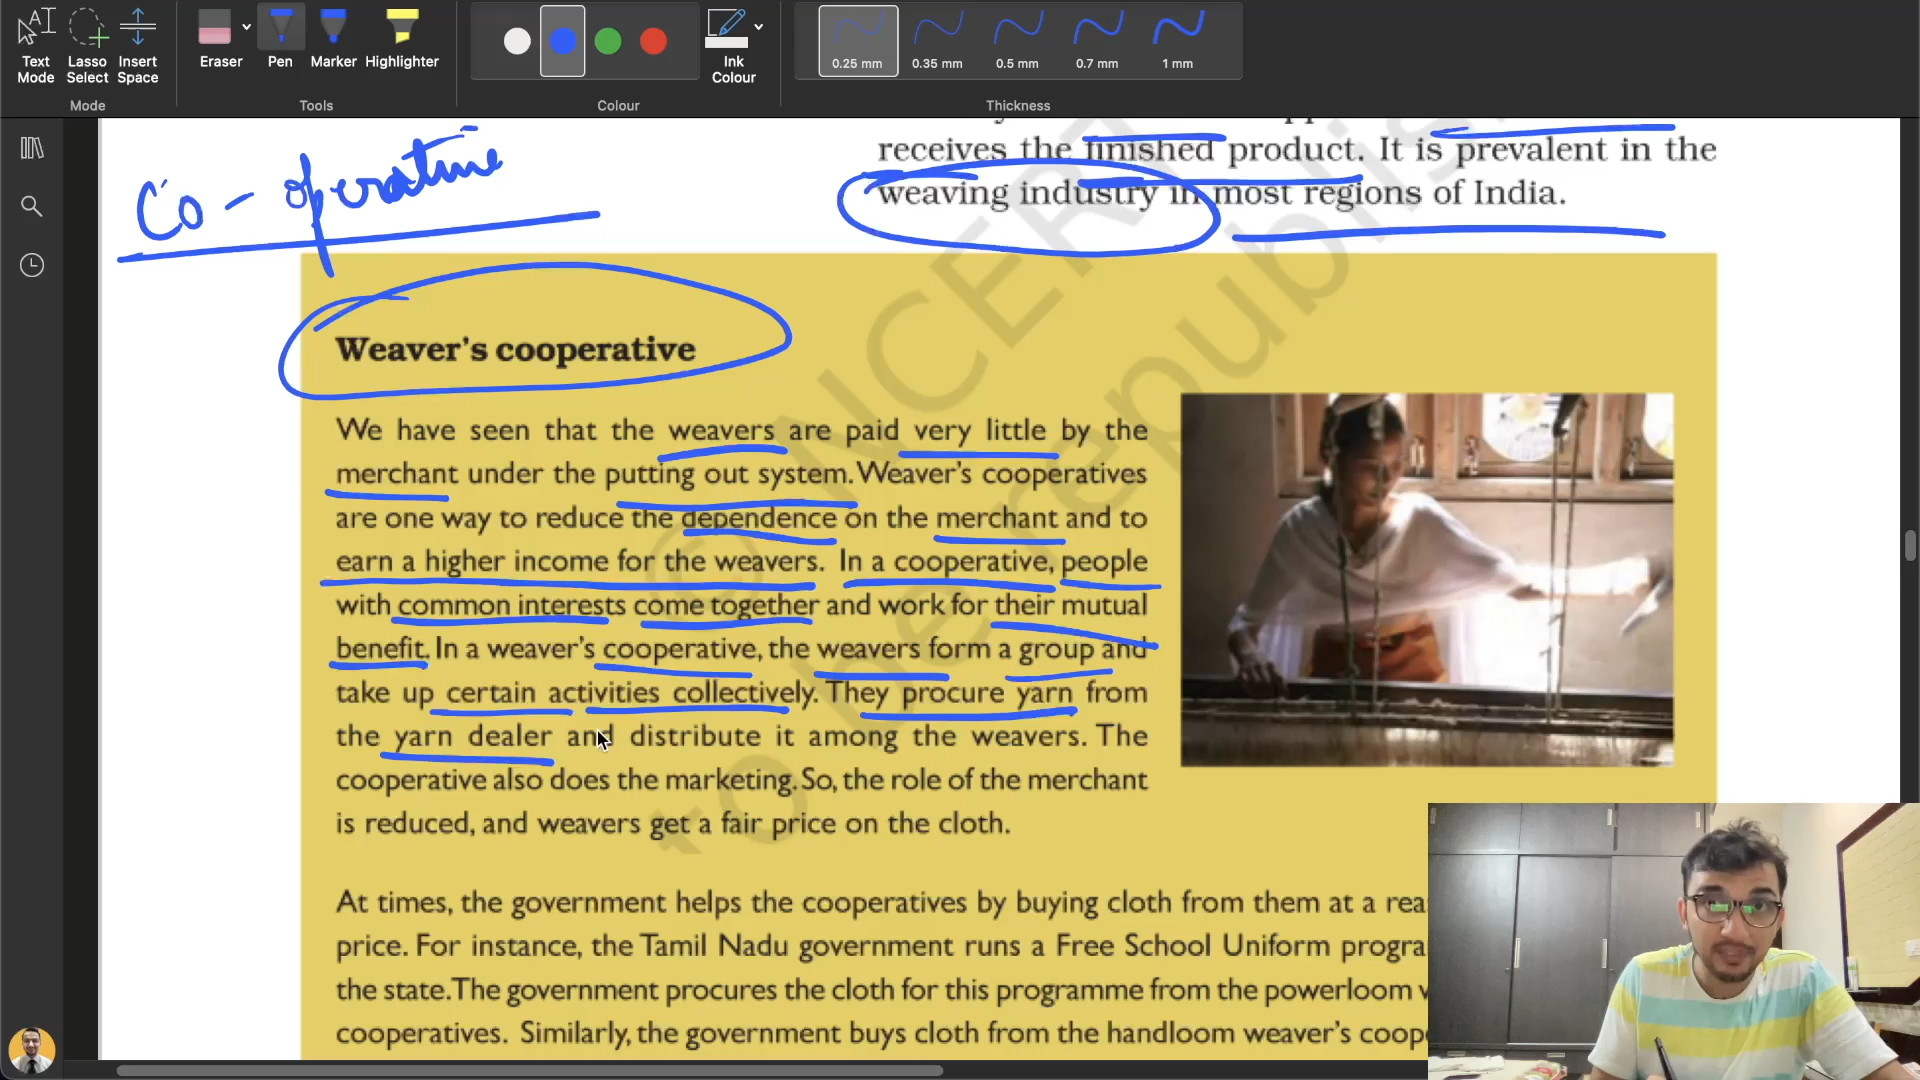 Text Mode
Lasso Select
Insert Space
Eraser
Pen
Marker
Highlighter
Ink Colour
0.25 mm
0.35 mm
0.5 mm
0.7 mm
1 mm
Mode
Tools
Colour
Thickness
Co-operative
receives the finished product. It is prevalent in the
weaving industry in most regions of India.
© NCERT
to be republis
Weaver's cooperative
We have seen that the weavers are paid very little by the
merchant under the putting out system. Weaver's cooperatives
are one way to reduce the dependence on the merchant and to
earn a higher income for the weavers. In a cooperative, people
with common interests come together and work for their mutual
benefit. In a weaver's cooperative, the weavers form a group and
take up certain activities collectively. They procure yarn from
the yarn dealer and distribute it among the weavers. The
cooperative also does the marketing. So, the role of the merchant
is reduced, and weavers get a fair price on the cloth.
At times, the government helps the cooperatives by buying cloth from them at a rea
price. For instance, the Tamil Nadu government runs a Free School Uniform progra
the state. The government procures the cloth for this programme from the powerloom
cooperatives. Similarly, the government buys cloth from the handloom weaver's coop